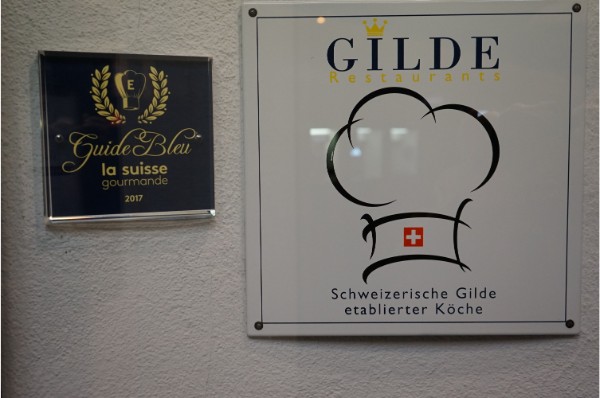 E
Guide Bleu
la suisse
gourmande
2017
GILDE
Restaurants
Schweizerische Gilde
etablierter Köche